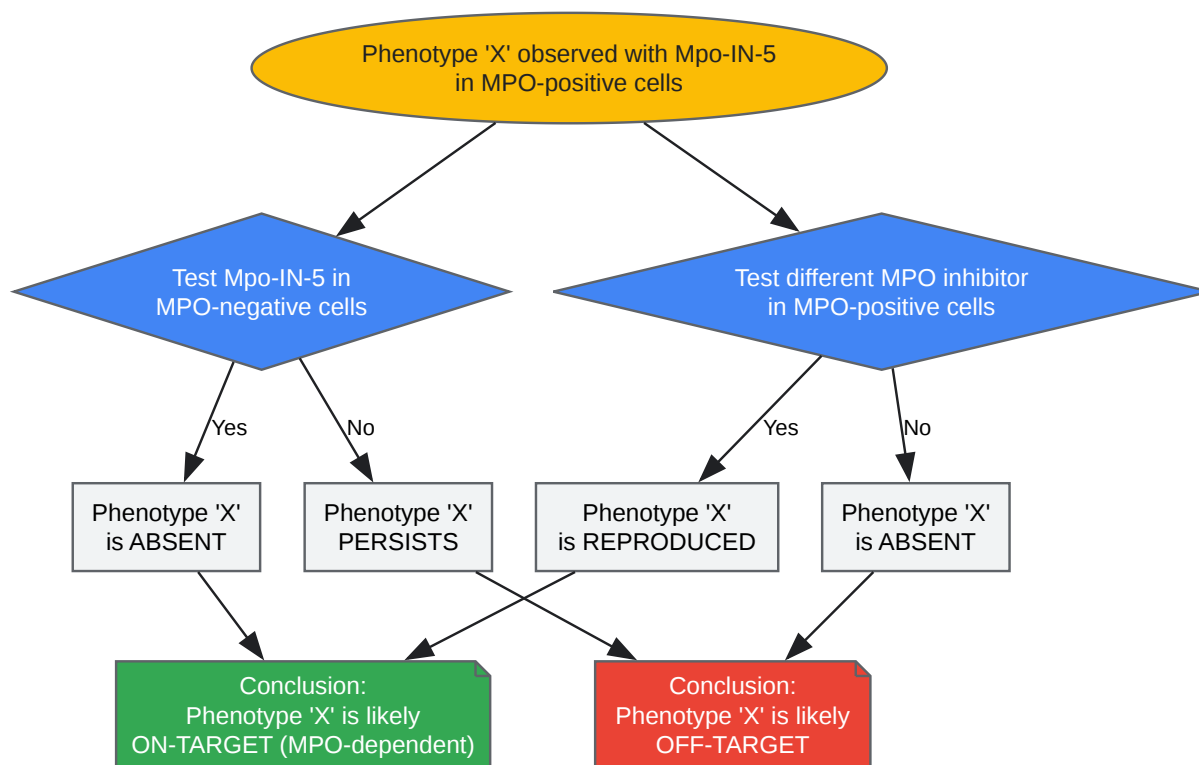 Phenotype 'X' observed with Mpo-IN-5
in MPO-positive cells
Test Mpo-IN-5 in
MPO-negative cells
Test different MPO inhibitor
in MPO-positive cells
Yes
No
Yes
No
Phenotype 'X'
is ABSENT
Phenotype 'X'
PERSISTS
Phenotype 'X'
is REPRODUCED
Phenotype 'X'
is ABSENT
Conclusion:
Phenotype 'X' is likely
ON-TARGET (MPO-dependent)
Conclusion:
Phenotype 'X' is likely
OFF-TARGET